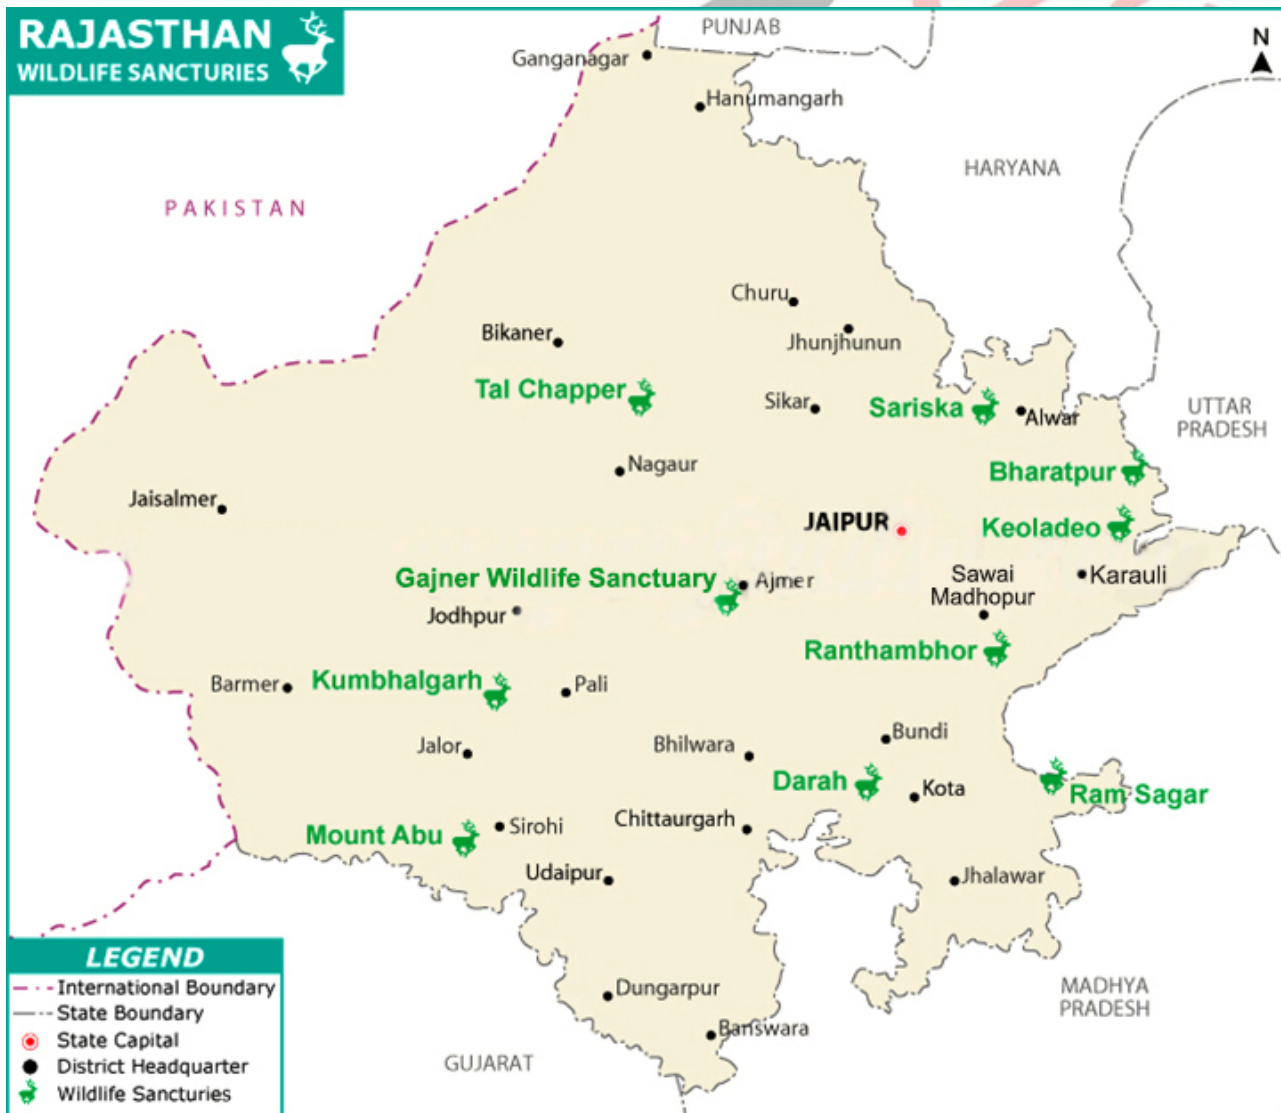 RAJASTHAN
WILDLIFE SANCTURIES
PUNJAB
N
Ganganagar
Hanumangarh
HARYANA
PAKISTAN
Churu
Bikaner
Jhunjhunun
Tal Chapper
Sikar
Sariska
Alwar
UTTAR
PRADESH
Nagaur
Bharatpur
Jaisalmer
JAIPUR
Keoladeo
Gajner Wildlife Sanctuary
Ajmer
Sawai
Madhopur
Karauli
Jodhpur
Ranthambhor
Barmer
Kumbhalgarh
Pali
Jalor
Bhilwara
Bundi
Darah
Kota
Ram Sagar
Mount Abu
Sirohi
Chittaurgarh
Udaipur
Jhalawar
LEGEND
International Boundary
State Boundary
State Capital
District Headquarter
Wildlife Sancturies
Dungarpur
Banswara
MADHYA
PRADESH
GUJARAT